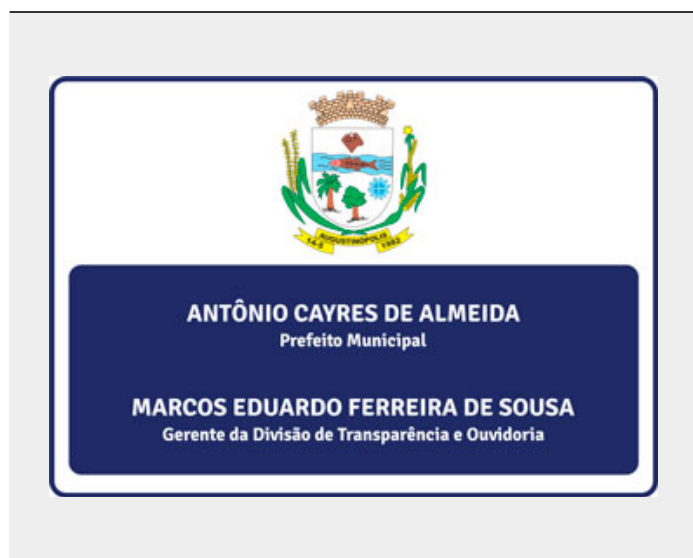 AUGUSTINÓPOLIS
14-5 1982
ANTÔNIO CAYRES DE ALMEIDA
Prefeito Municipal
MARCOS EDUARDO FERREIRA DE SOUSA
Gerente da Divisão de Transparência e Ouvidoria